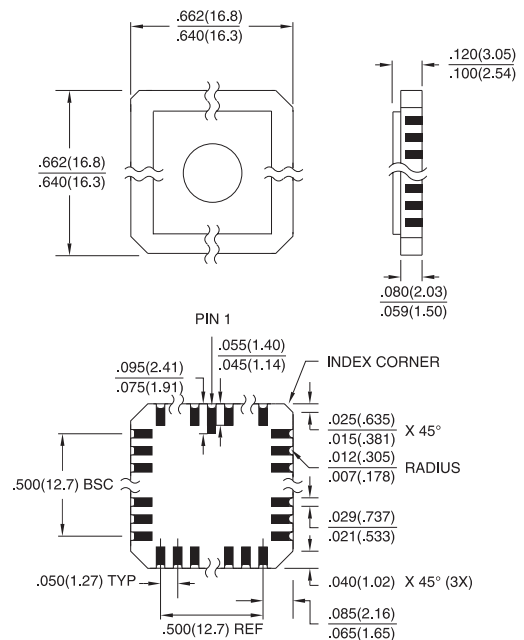 .662(16.8)
.640(16.3)
.120(3.05)
.100(2.54)
.662(16.8)
.640(16.3)
.080(2.03)
.059(1.50)
PIN 1
.055(1.40)
.045(1.14)
.095(2.41)
.075(1.91)
INDEX CORNER
.025(.635)
.015(.381)
X 45°
.012(.305)
.007(.178)
RADIUS
.500(12.7) BSC
.029(.737)
.021(.533)
.050(1.27) TYP
.040(1.02) X 45° (3X)
.500(12.7) REF
.085(2.16)
.065(1.65)